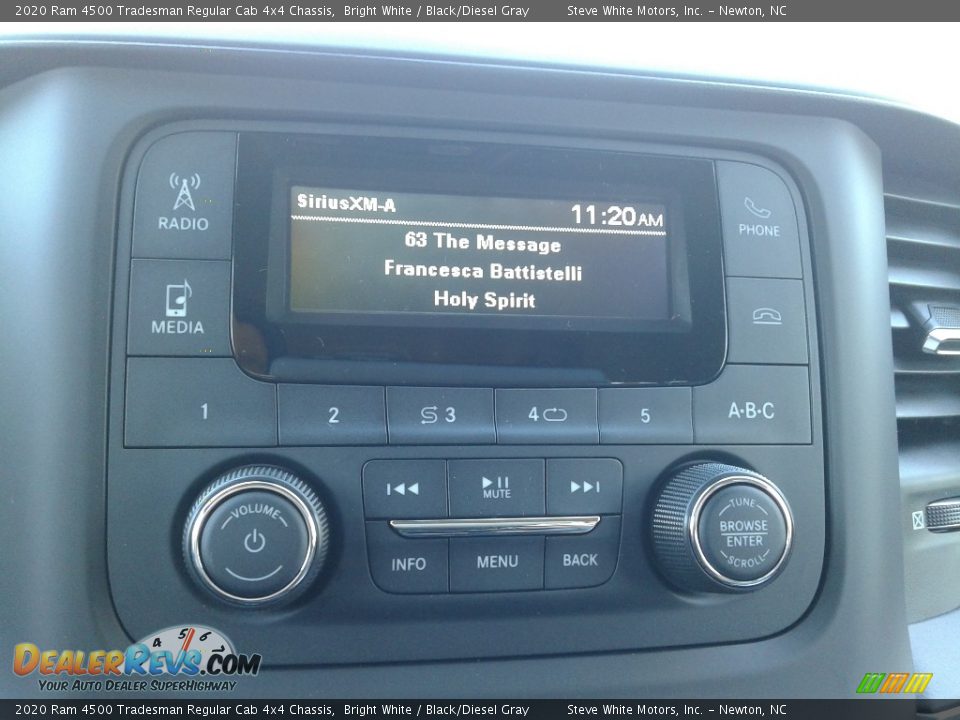 2020 Ram 4500 Tradesman Regular Cab 4x4 Chassis, Bright White / Black/Diesel Gray Steve White Motors, Inc. - Newton, NC
SiriusXM-A
11:20AM
63 The Message
Francesca Battistelli
Holy Spirit
RADIO
MEDIA
PHONE
1
2
3
4
5
A·B·C
VOLUME
MUTE
INFO
MENU
BACK
TUNE
BROWSE
ENTER
SCROLL
4 5 6
DealerRevs.com
Your Auto Dealer SuperHighway
2020 Ram 4500 Tradesman Regular Cab 4x4 Chassis, Bright White / Black/Diesel Gray Steve White Motors, Inc. - Newton, NC